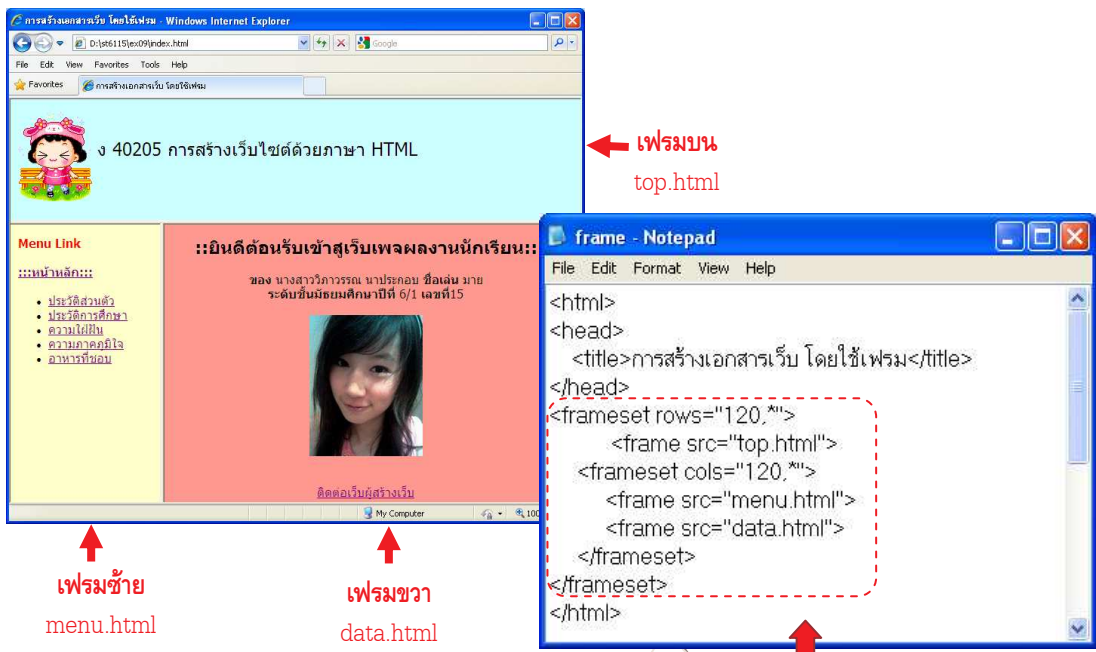 การสร้างเอกสารเว็บ โดยใช้เฟรม - Windows Internet Explorer
D:\st6115\ex09\index.html
Google
File Edit View Favorites Tools Help
Favorites
การสร้างเอกสารเว็บ โดยใช้เฟรม
ง 40205 การสร้างเว็บไซต์ด้วยภาษา HTML
Menu Link
:::หน้าหลัก:::
ประวัติส่วนตัว
ประวัติการศึกษา
ความใฝ่ฝัน
ความภาคภูมิใจ
อาหารที่ชอบ
::ยินดีต้อนรับเข้าสู่เว็บเพจผลงานนักเรียน::
ของ นางสาววิภาวรรณ นาประกอบ ชื่อเล่น มาย
ระดับชั้นมัธยมศึกษาปีที่ 6/1 เลขที่15
ติดต่อเว็บผู้สร้างเว็บ
My Computer
100
เฟรมบน
top.html
เฟรมซ้าย
menu.html
เฟรมขวา
data.html
frame - Notepad
File Edit Format View Help
<html>
<head>
<title>การสร้างเอกสารเว็บ โดยใช้เฟรม</title>
</head>
<frameset rows="120,*">
<frame src="top.html">
<frameset cols="120,*">
<frame src="menu.html">
<frame src="data.html">
</frameset>
</frameset>
</html>